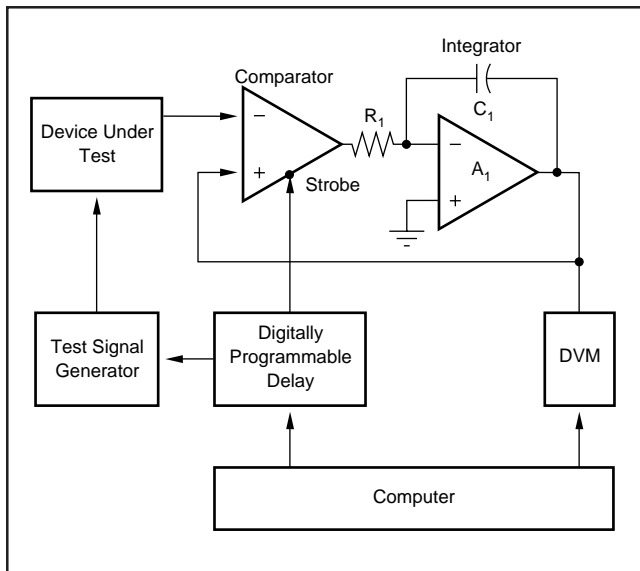 Integrator
Comparator
C1
R1
Device Under
Test
−
+
Strobe
−
+
A1
Test Signal
Generator
Digitally
Programmable
Delay
DVM
Computer